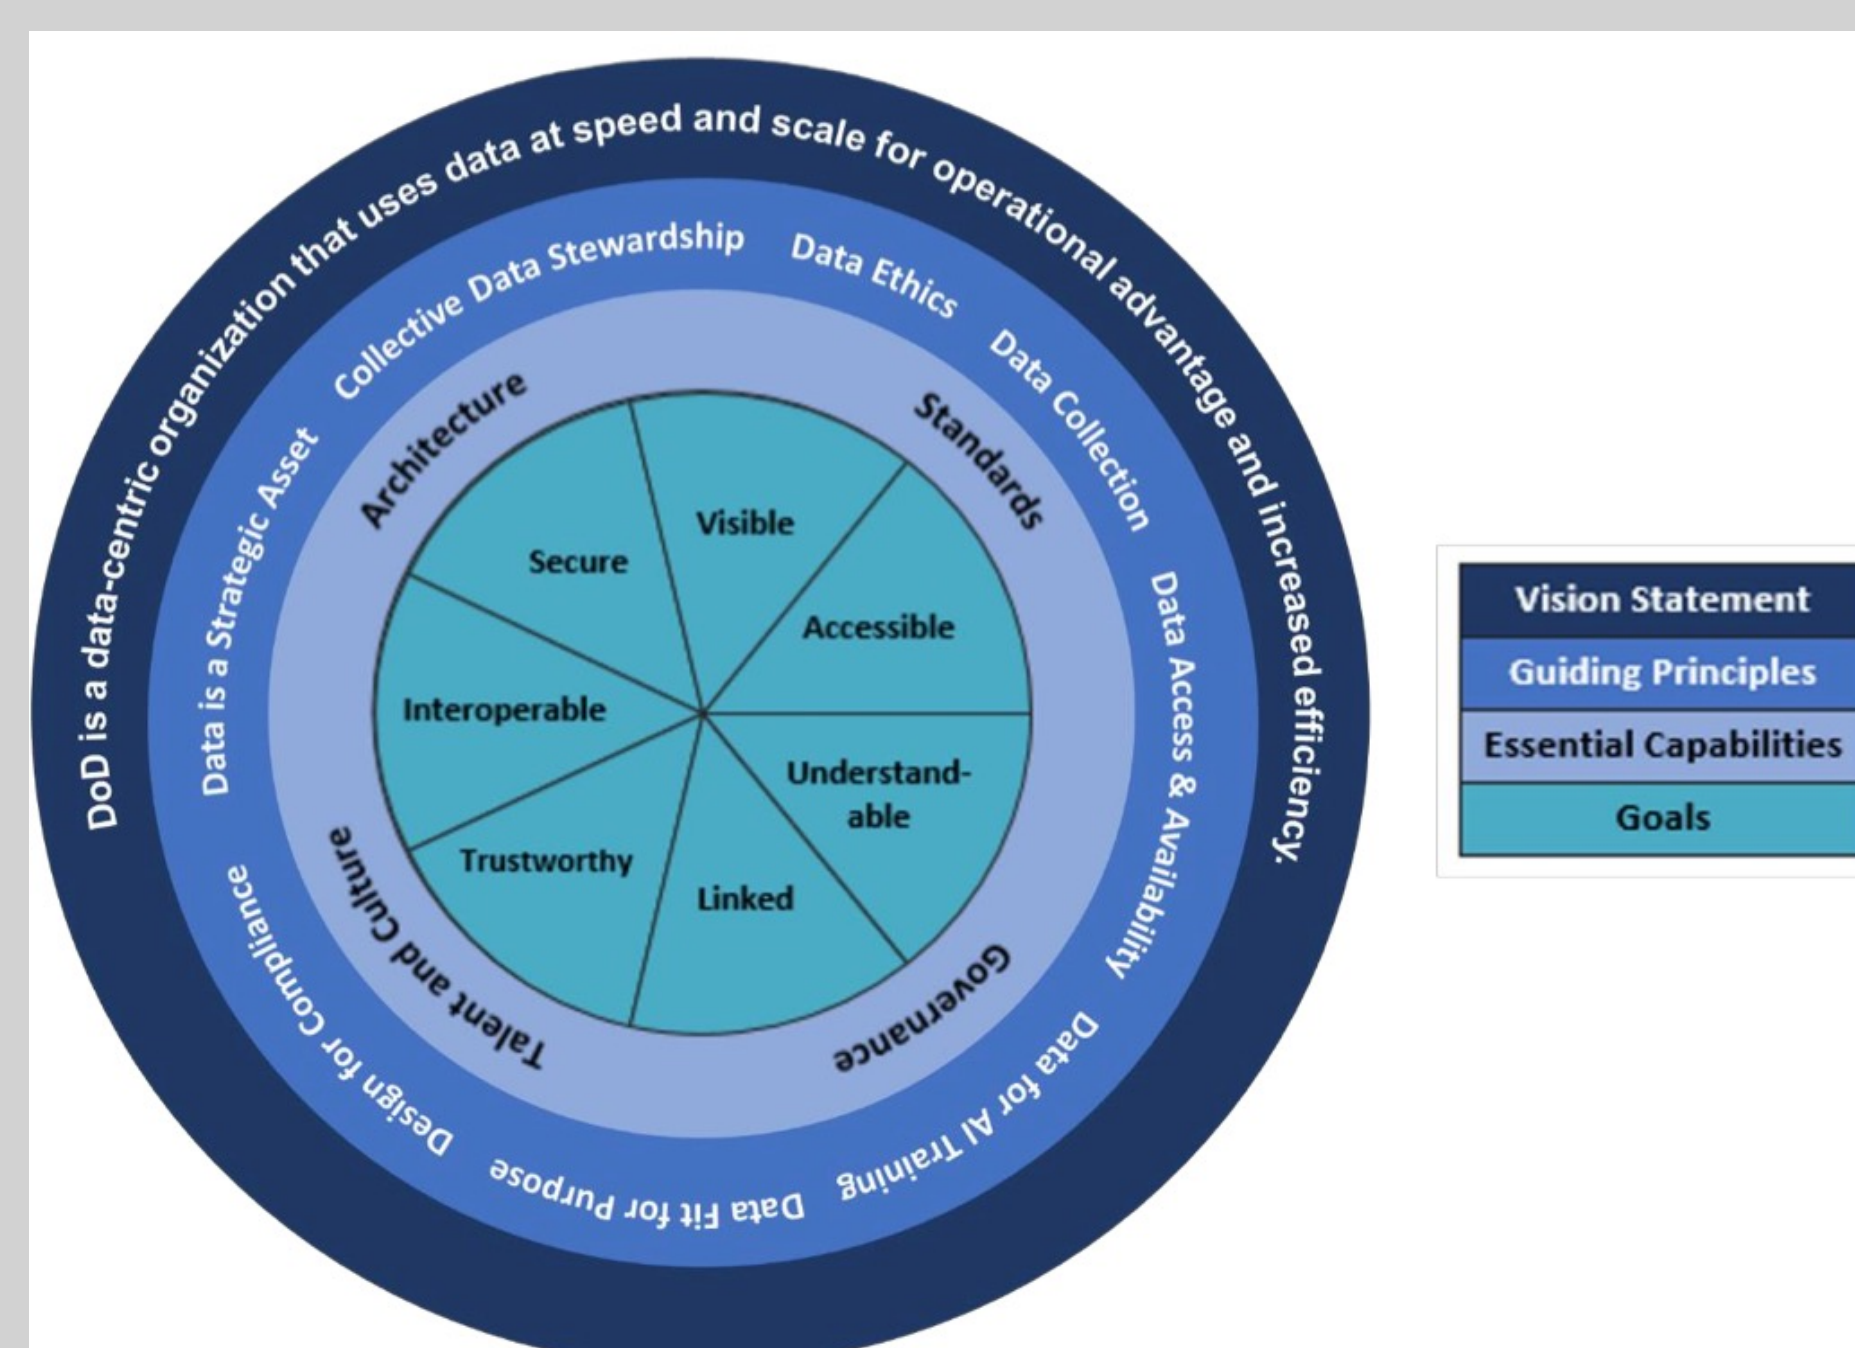 DoD is a data-centric organization that uses data at speed and scale for operational advantage and increased efficiency.
Data is a Strategic Asset
Collective Data Stewardship
Data Ethics
Data Collection
Data Access & Availability
Data for AI Training
Data Fit for Purpose
Design for Compliance
Architecture
Standards
Governance
Talent and Culture
Visible
Accessible
Understand-
able
Linked
Trustworthy
Interoperable
Secure
Vision Statement
Guiding Principles
Essential Capabilities
Goals